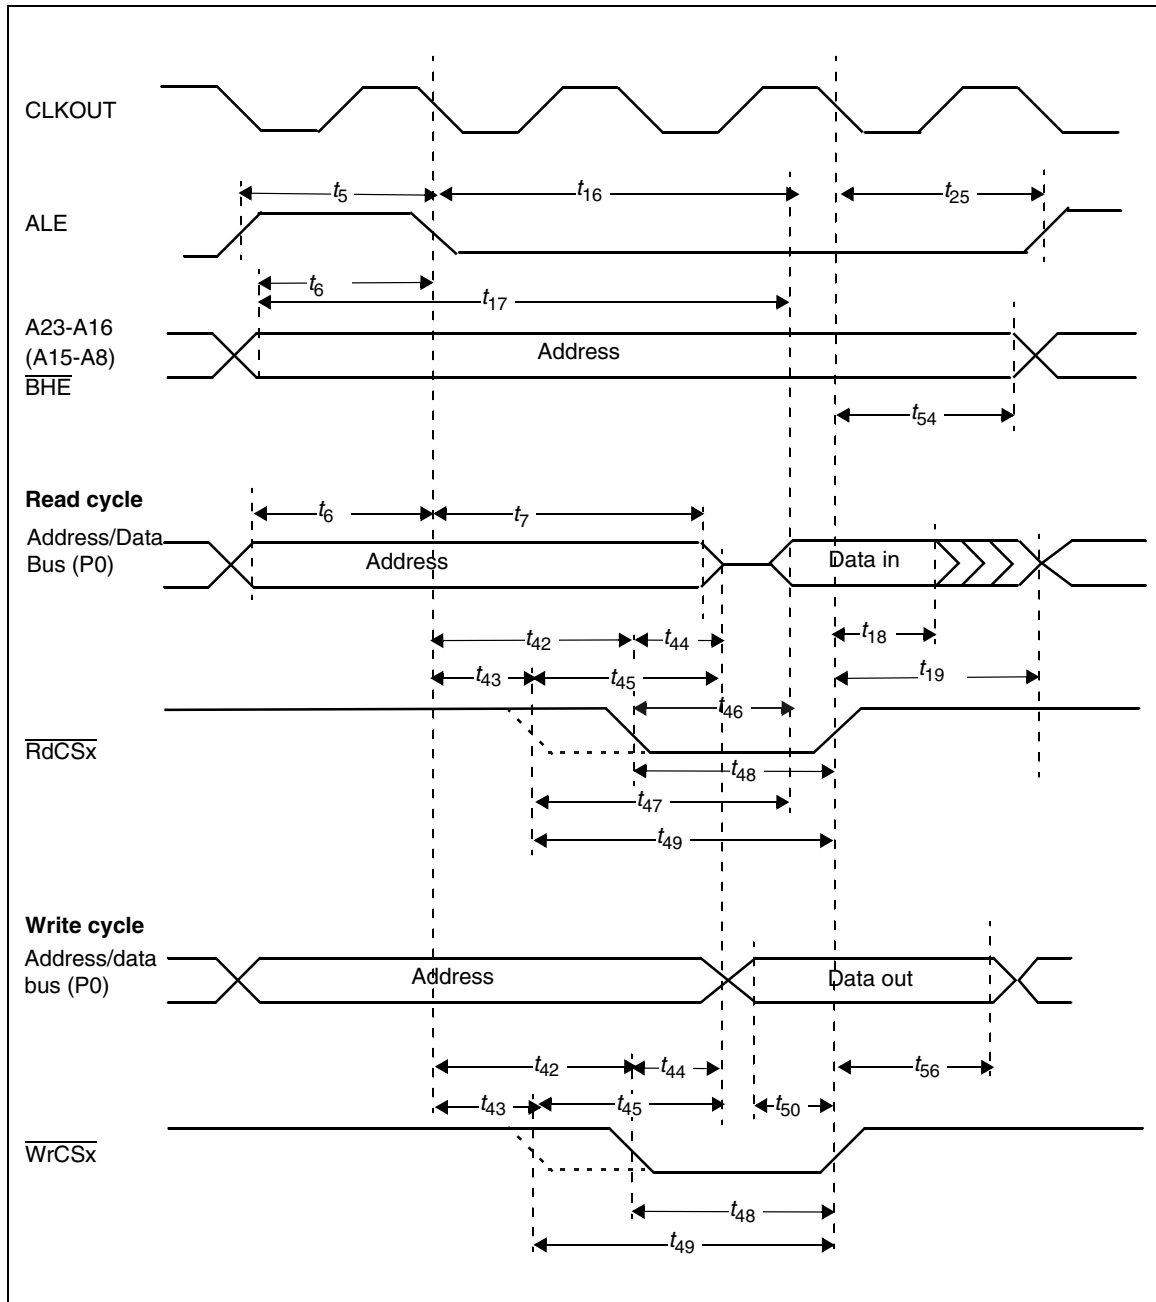 CLKOUT
t5 t16 t25
ALE
t6
t17
A23-A16
(A15-A8)
BHE
Address
t54
Read cycle
t6 t7
Address/Data
Bus (P0)
Address Data in
t42 t44 t18
t43 t45 t19
t46
RdCSx
t48
t47
t49
Write cycle
Address/data
bus (P0)
Address Data out
t42 t44 t56
t43 t45 t50
WrCSx
t48
t49